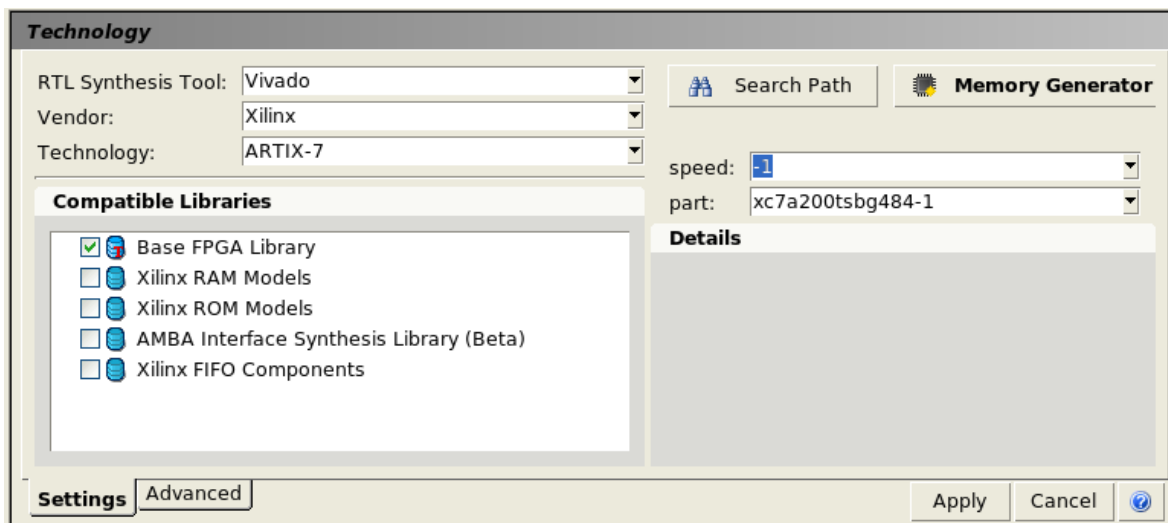 Technology
RTL Synthesis Tool: Vivado
Vendor: Xilinx
Technology: ARTIX-7
Search Path
Memory Generator
speed: -1
part: xc7a200tsbg484-1
Compatible Libraries
Base FPGA Library
Xilinx RAM Models
Xilinx ROM Models
AMBA Interface Synthesis Library (Beta)
Xilinx FIFO Components
Details
Settings
Advanced
Apply
Cancel
?